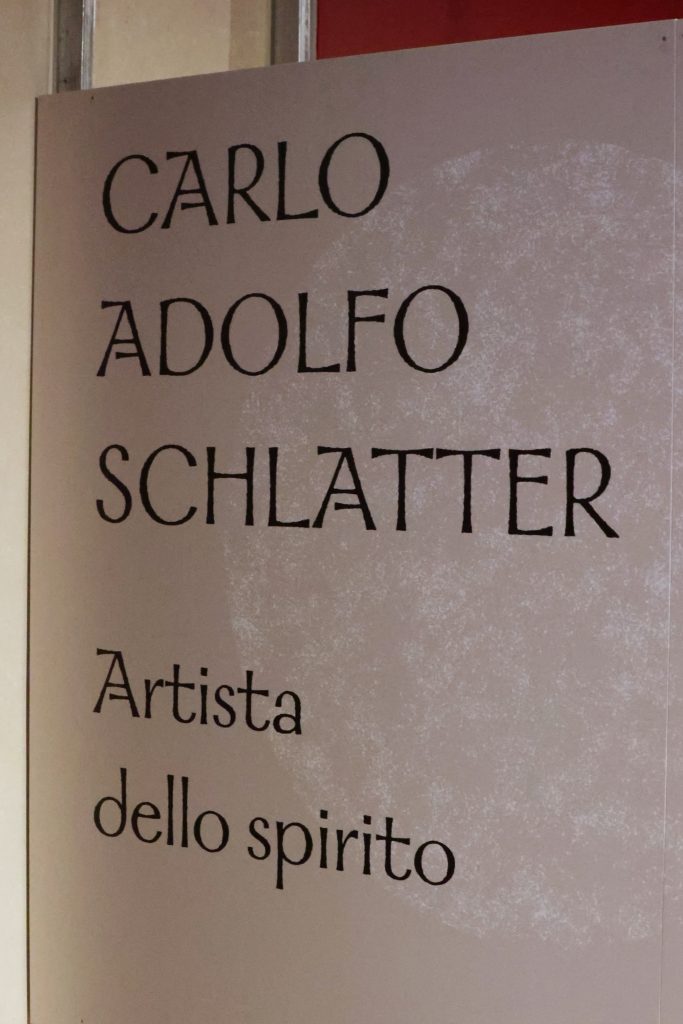 CARLO
ADOLFO
SCHLATTER
Artista
dello spirito